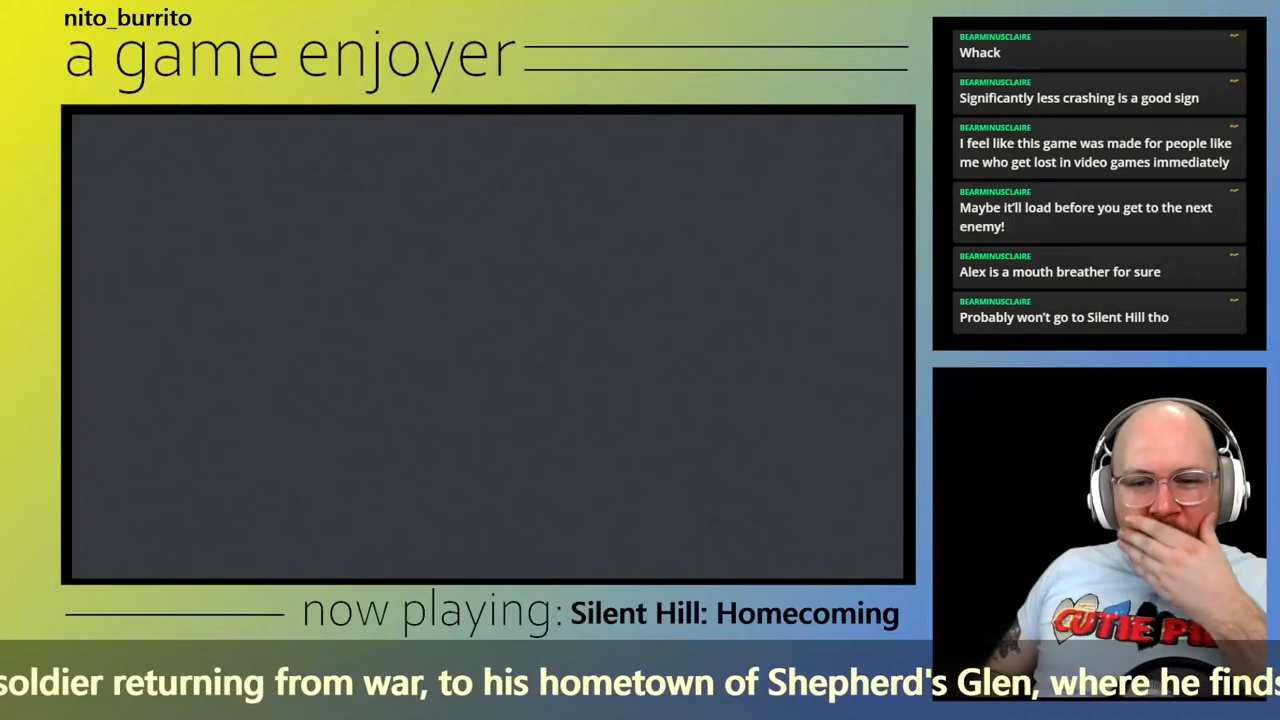 nito_burrito
a game enjoyer
BEARMINUSCLAIRE
Whack
BEARMINUSCLAIRE
Significantly less crashing is a good sign
BEARMINUSCLAIRE
I feel like this game was made for people like
me who get lost in video games immediately
BEARMINUSCLAIRE
Maybe it'll load before you get to the next
enemy!
BEARMINUSCLAIRE
Alex is a mouth breather for sure
BEARMINUSCLAIRE
Probably won't go to Silent Hill tho
CUTIE
now playing: Silent Hill: Homecoming
soldier returning from war, to his hometown of Shepherd's Glen, where he finds